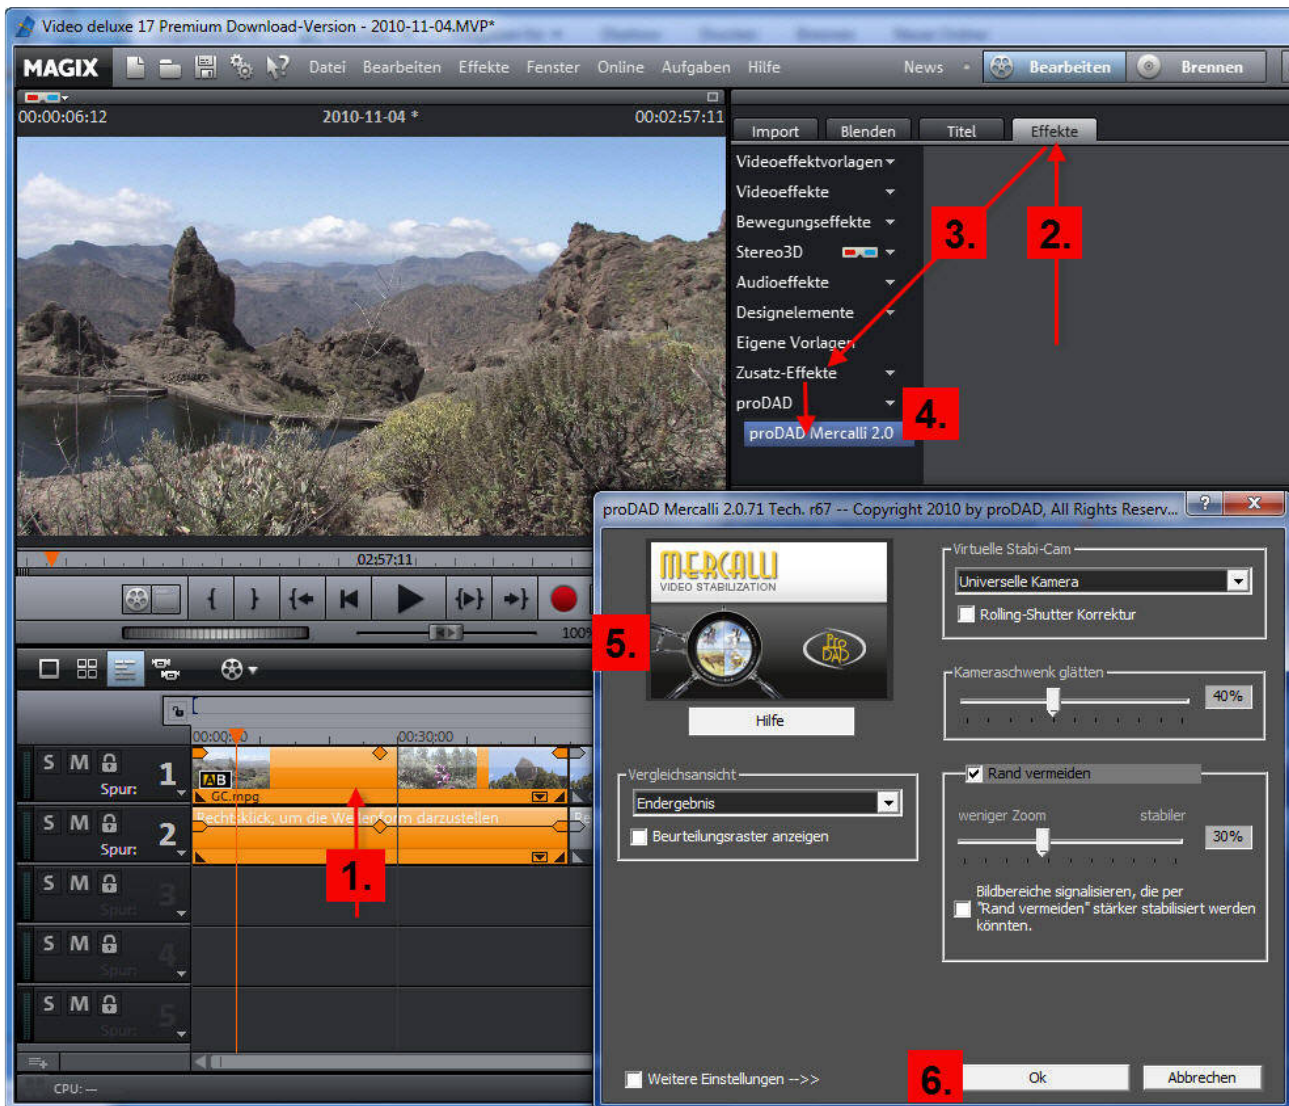 Video deluxe 17 Premium Download-Version - 2010-11-04.MVP*
MAGIX Datei Bearbeiten Effekte Fenster Online Aufgaben Hilfe News Bearbeiten Brennen
00:00:06:12 2010-11-04 * 00:02:57:11
Import Blenden Titel Effekte
Videoeffektvorlagen
Videoeffekte
Bewegungseffekte
Stereo3D
Audioeffekte
Designelemente
Eigene Vorlagen
Zusatz-Effekte
proDAD
proDAD Mercalli 2.0
3.
2.
4.
02:57:11
100%
00:00:00 00:30:00
S M 1
Spur:
AB
GC.mpg
S M 2
Spur:
Rechtsklick, um die Wellenform darzustellen Re
1.
S M 3
Spur:
S M 4
Spur:
S M 5
Spur:
CPU: —
proDAD Mercalli 2.0.71 Tech. r67 -- Copyright 2010 by proDAD, All Rights Reserv... ? X
MERCALLI
VIDEO STABILIZATION
Pro
DAD
5.
Hilfe
Vergleichsansicht
Endergebnis
Beurteilungsraster anzeigen
Virtuelle Stabi-Cam
Universelle Kamera
Rolling-Shutter Korrektur
Kameraschwenk glätten
40%
Rand vermeiden
weniger Zoom stabiler
30%
Bildbereiche signalisieren, die per
"Rand vermeiden" stärker stabilisiert werden
könnten.
Weitere Einstellungen -->>
6.
Ok Abbrechen